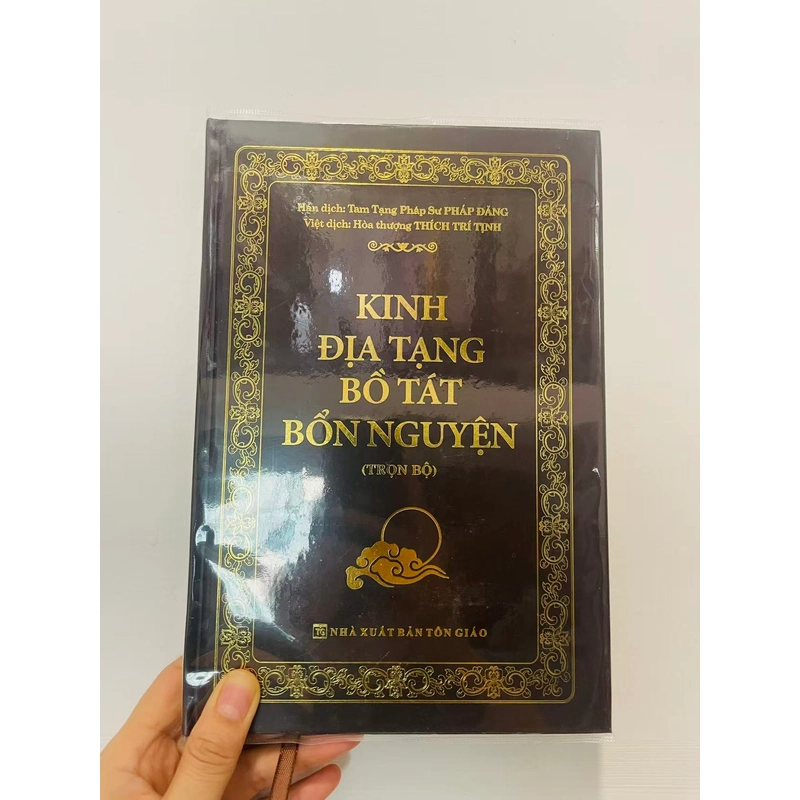 Hán dịch: Tam Tạng Pháp Sư PHÁP ĐĂNG
Việt dịch: Hòa thượng THÍCH TRÍ TỊNH
KINH
ĐỊA TẠNG
BỒ TÁT
BỔN NGUYỆN
(TRỌN BỘ)
TG NHÀ XUẤT BẢN TÔN GIÁO